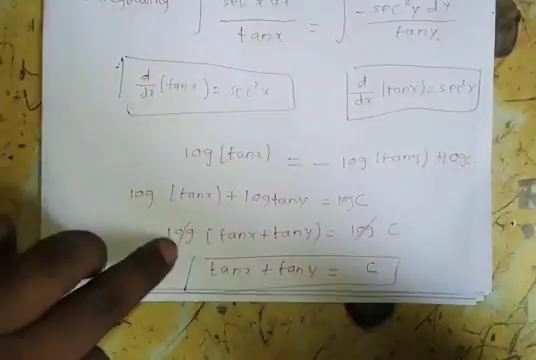 ∫ sec²x dx / tanx = ∫ - sec²y dy / tany
d/dx (tanx) = sec²x d/dx (tany) = sec²y
log (tanx) = - log (tany) + logc
log (tanx) + logtany = logC
log (tanx + tany) = log C
tanx + tany = C